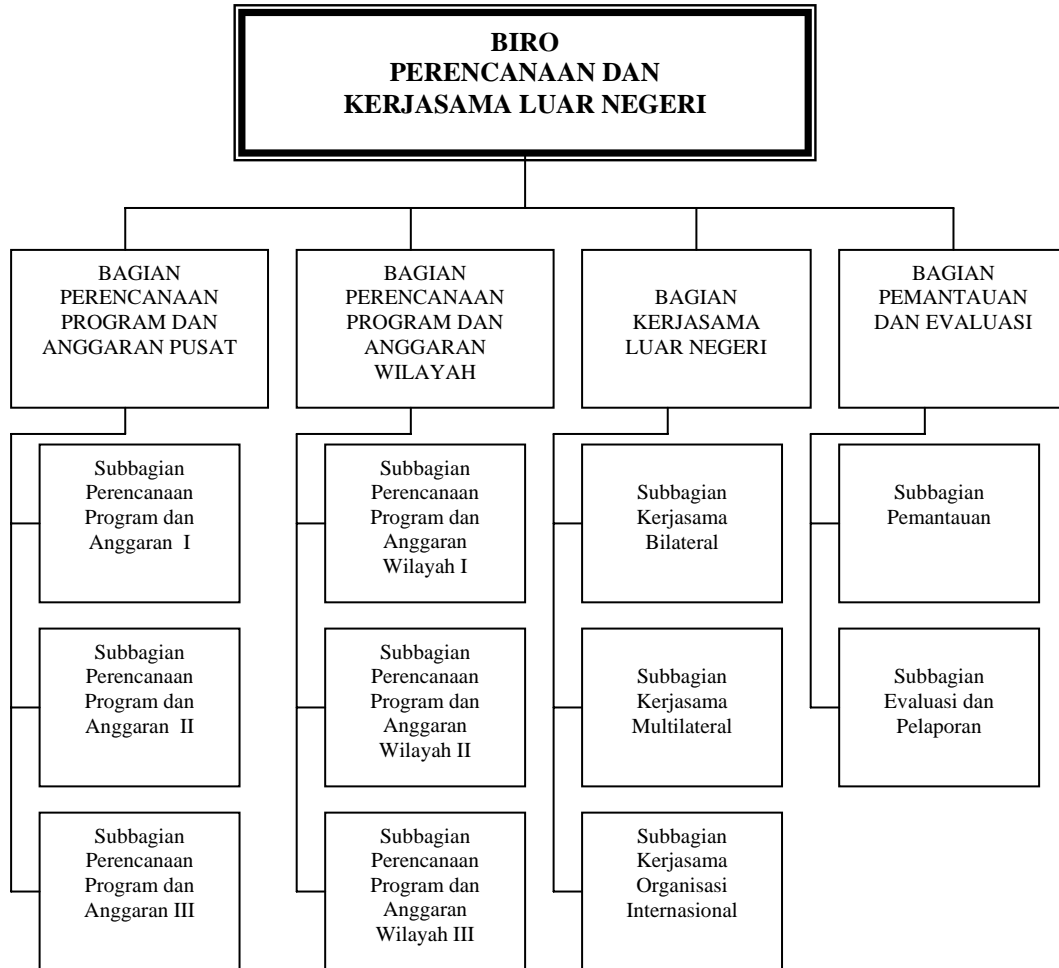 BIRO
PERENCANAAN DAN
KERJASAMA LUAR NEGERI
BAGIAN
PERENCANAAN
PROGRAM DAN
ANGGARAN PUSAT
BAGIAN
PERENCANAAN
PROGRAM DAN
ANGGARAN
WILAYAH
BAGIAN
KERJASAMA
LUAR NEGERI
BAGIAN
PEMANTAUAN
DAN EVALUASI
Subbagian
Perencanaan
Program dan
Anggaran I
Subbagian
Perencanaan
Program dan
Anggaran
Wilayah I
Subbagian
Kerjasama
Bilateral
Subbagian
Pemantauan
Subbagian
Perencanaan
Program dan
Anggaran II
Subbagian
Perencanaan
Program dan
Anggaran
Wilayah II
Subbagian
Kerjasama
Multilateral
Subbagian
Evaluasi dan
Pelaporan
Subbagian
Perencanaan
Program dan
Anggaran III
Subbagian
Perencanaan
Program dan
Anggaran
Wilayah III
Subbagian
Kerjasama
Organisasi
Internasional